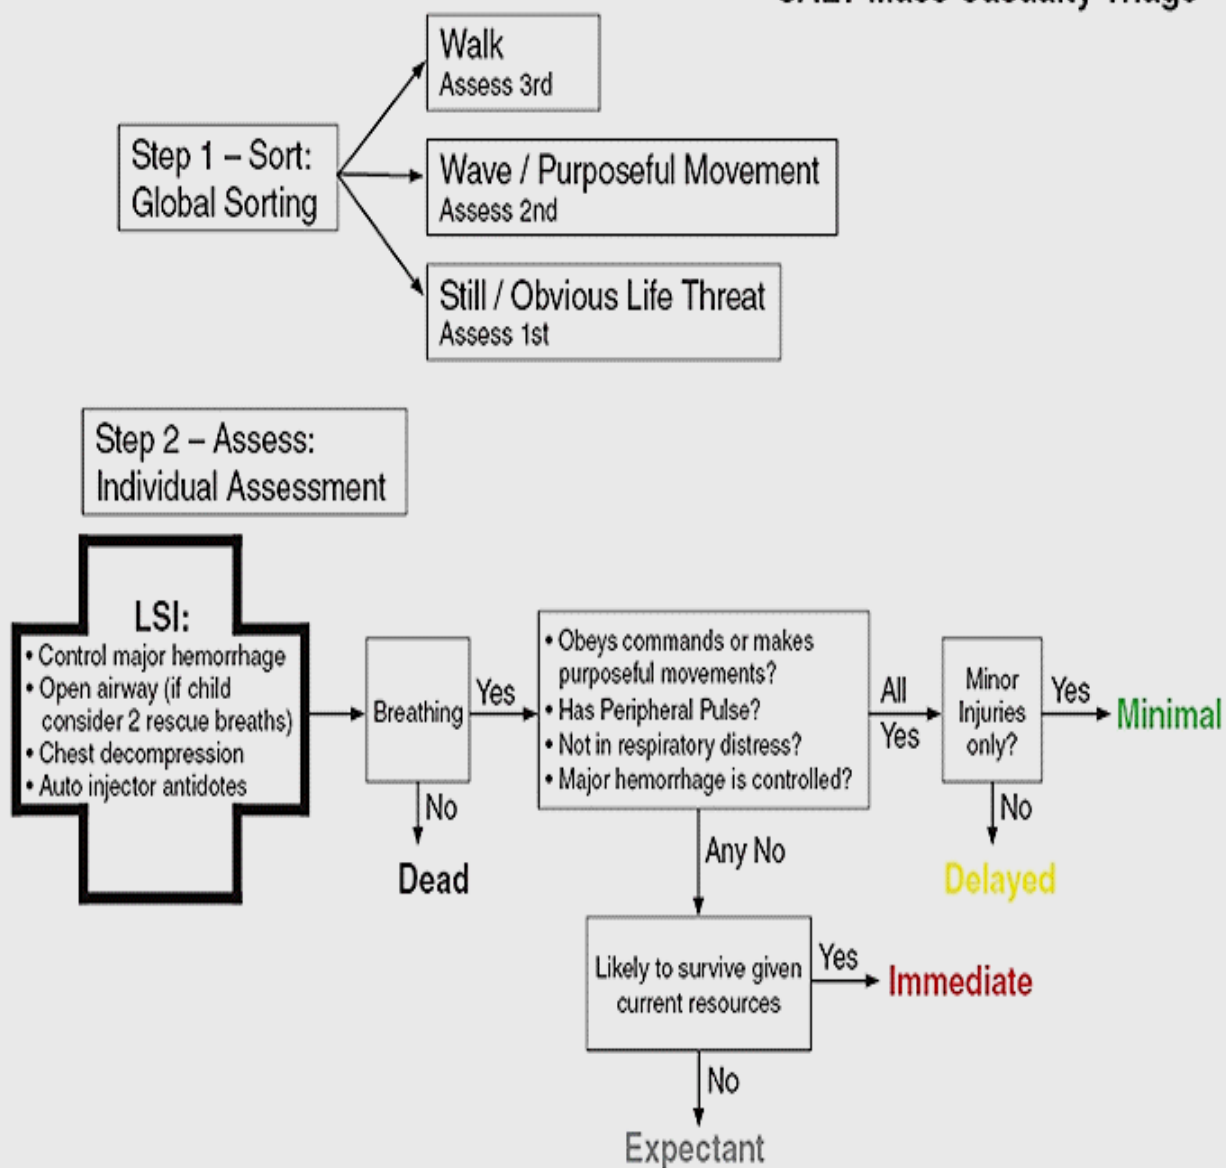 Mass Casualty Triage
Walk
Assess 3rd
Step 1 – Sort:
Global Sorting
Wave / Purposeful Movement
Assess 2nd
Still / Obvious Life Threat
Assess 1st
Step 2 – Assess:
Individual Assessment
LSI:
• Control major hemorrhage
• Open airway (if child
consider 2 rescue breaths)
• Chest decompression
• Auto injector antidotes
Breathing
Yes
No
Dead
• Obeys commands or makes
purposeful movements?
• Has Peripheral Pulse?
• Not in respiratory distress?
• Major hemorrhage is controlled?
All
Yes
Minor
Injuries
only?
Yes
Minimal
No
Delayed
Any No
Likely to survive given
current resources
Yes
Immediate
No
Expectant